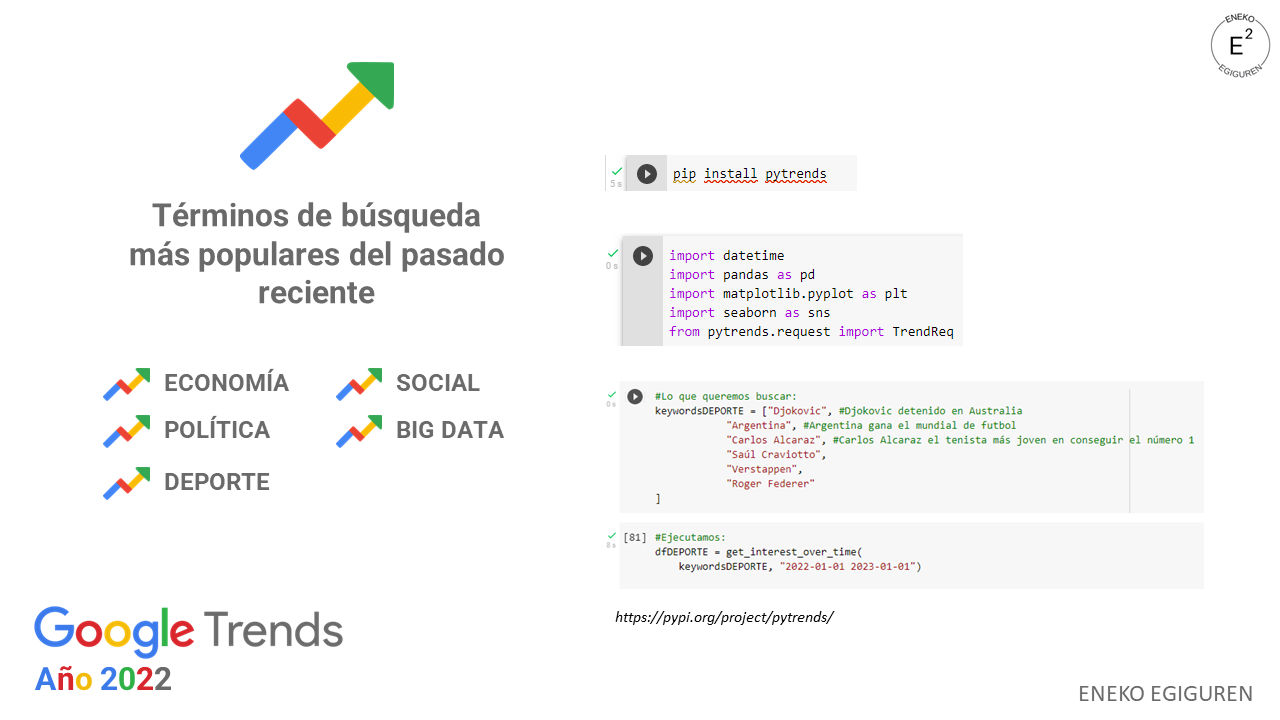 ENEKO
E2
EGIGUREN
Términos de búsqueda
más populares del pasado
reciente
ECONOMÍA
SOCIAL
POLÍTICA
BIG DATA
DEPORTE
Google Trends
Año 2022
5 s
pip install pytrends
0 s
import datetime
import pandas as pd
import matplotlib.pyplot as plt
import seaborn as sns
from pytrends.request import TrendReq
0s
#Lo que queremos buscar:
keywordsDEPORTE = ["Djokovic", #Djokovic detenido en Australia
"Argentina", #Argentina gana el mundial de futbol
"Carlos Alcaraz", #Carlos Alcaraz el tenista más joven en conseguir el número 1
"Saúl Craviotto",
"Verstappen",
"Roger Federer"
]
[81] #Ejecutamos:
dfDEPORTE = get_interest_over_time(
keywordsDEPORTE, "2022-01-01 2023-01-01")
https://pypi.org/project/pytrends/
ENEKO EGIGUREN